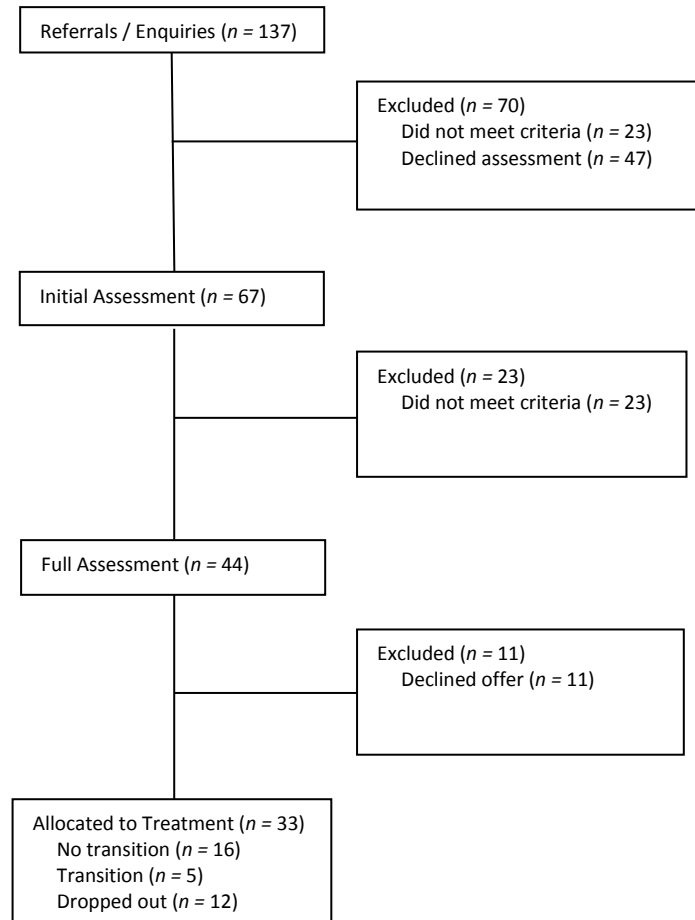 Referrals / Enquiries (n = 137)
Excluded (n = 70)
Did not meet criteria (n = 23)
Declined assessment (n = 47)
Initial Assessment (n = 67)
Excluded (n = 23)
Did not meet criteria (n = 23)
Full Assessment (n = 44)
Excluded (n = 11)
Declined offer (n = 11)
Allocated to Treatment (n = 33)
No transition (n = 16)
Transition (n = 5)
Dropped out (n = 12)